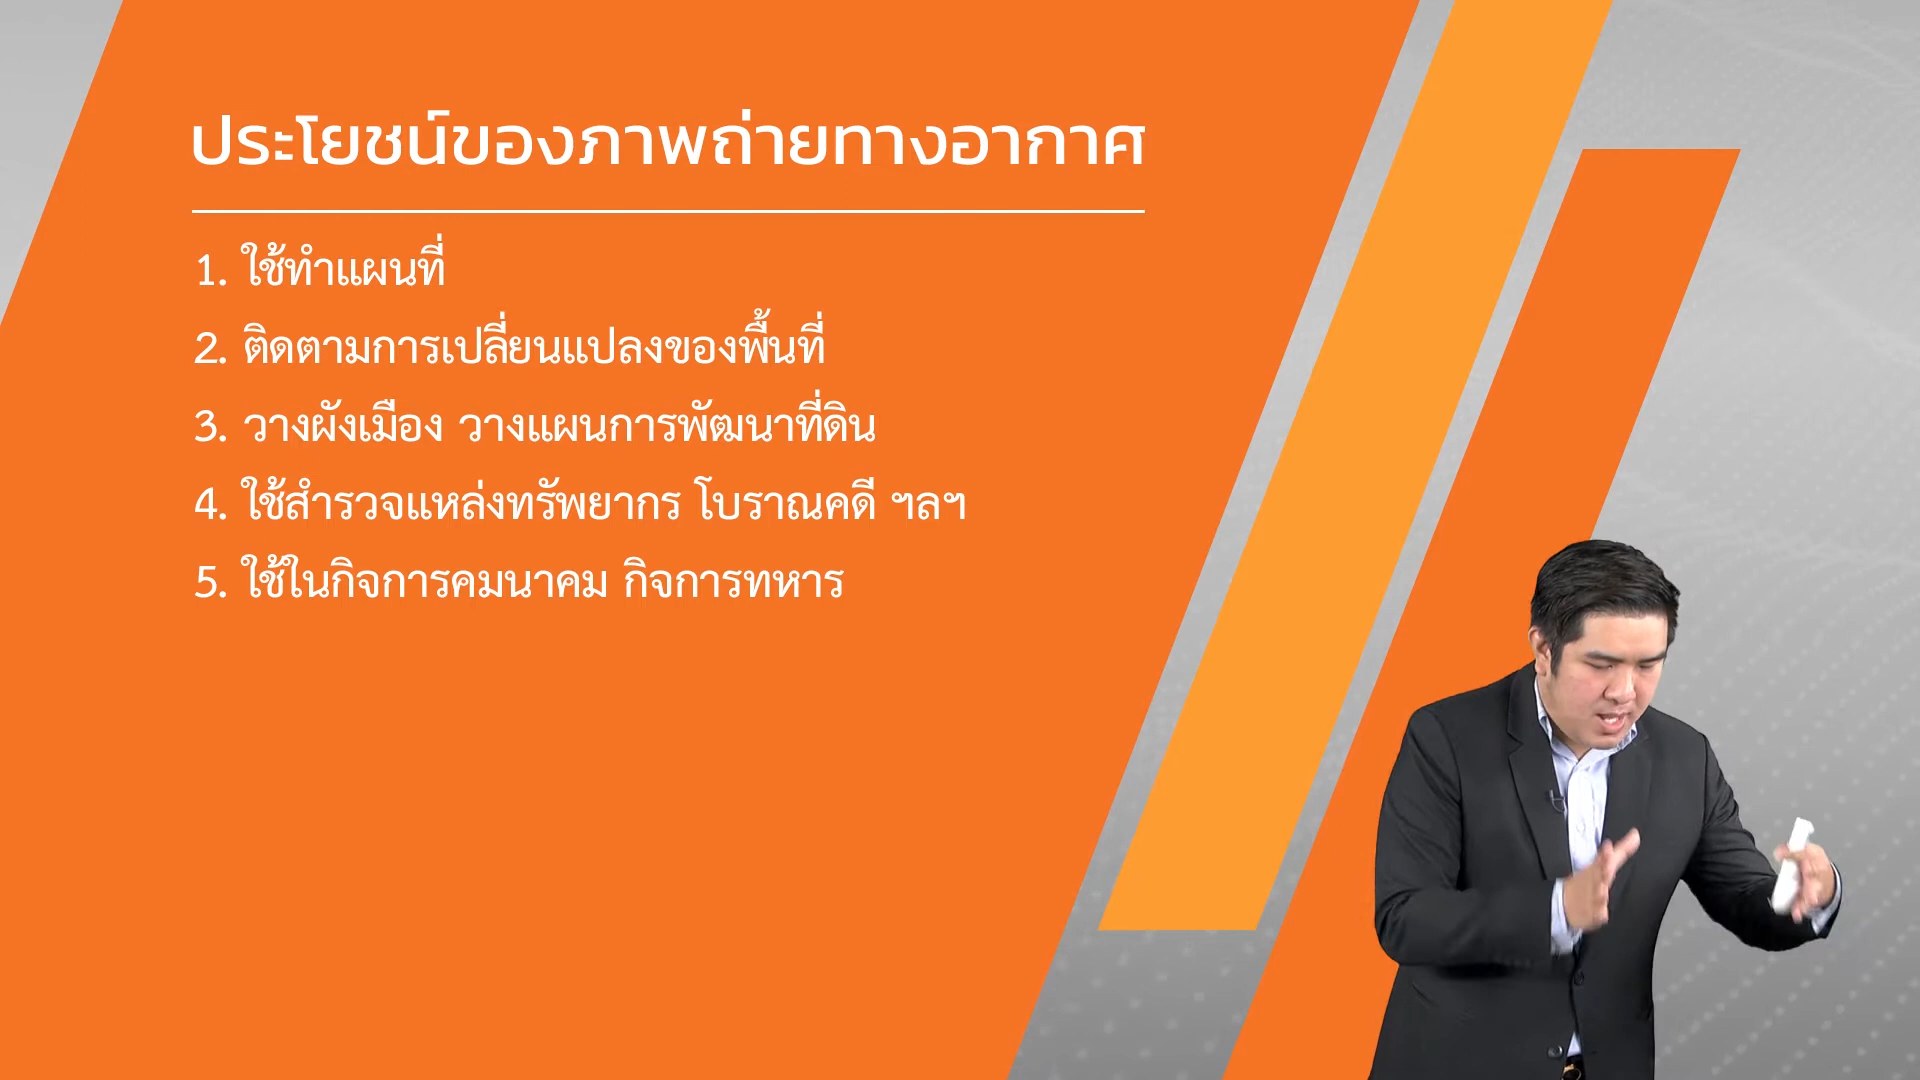 ประโยชน์ของภาพถ่ายทางอากาศ
1. ใช้ทำแผนที่
2. ติดตามการเปลี่ยนแปลงของพื้นที่
3. วางผังเมือง วางแผนการพัฒนาที่ดิน
4. ใช้สำรวจแหล่งทรัพยากร โบราณคดี ฯลฯ
5. ใช้ในกิจการคมนาคม กิจการทหาร